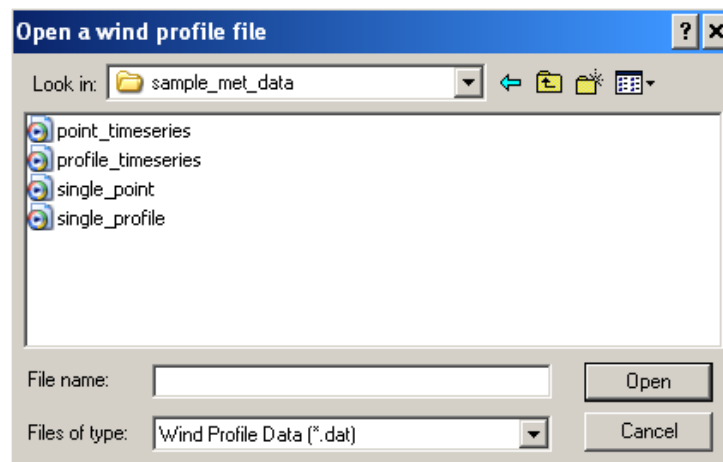 Open a wind profile file
Look in: sample_met_data
point_timeseries
profile_timeseries
single_point
single_profile
File name: Open
Files of type: Wind Profile Data (*.dat) Cancel